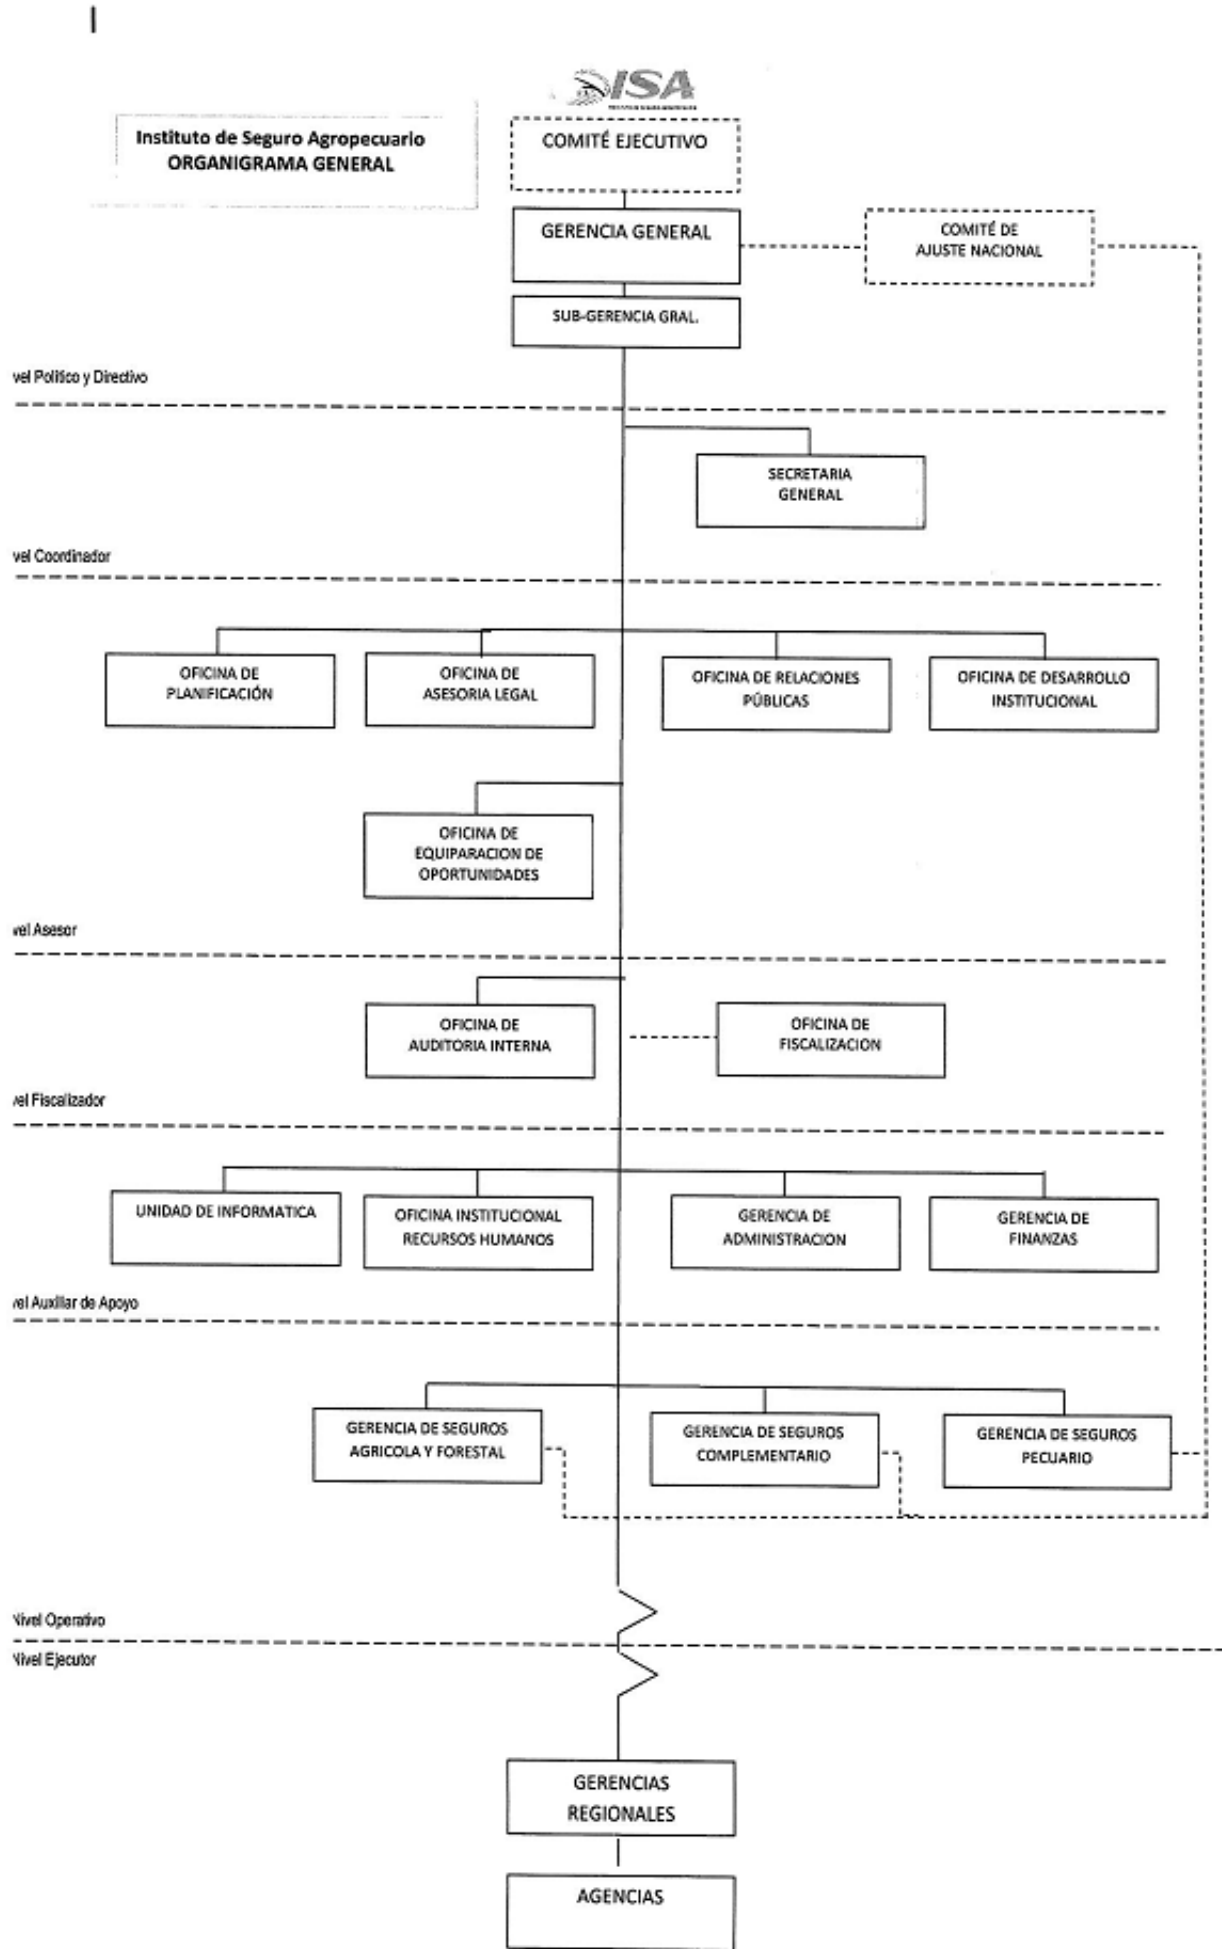 ISA
Instituto de Seguro Agropecuario
ORGANIGRAMA GENERAL
COMITÉ EJECUTIVO
GERENCIA GENERAL
COMITÉ DE
AJUSTE NACIONAL
SUB-GERENCIA GRAL.
vel Político y Directivo
SECRETARIA
GENERAL
vel Coordinador
OFICINA DE
PLANIFICACIÓN
OFICINA DE
ASESORIA LEGAL
OFICINA DE RELACIONES
PÚBLICAS
OFICINA DE DESARROLLO
INSTITUCIONAL
OFICINA DE
EQUIPARACION DE
OPORTUNIDADES
vel Asesor
OFICINA DE
AUDITORIA INTERNA
OFICINA DE
FISCALIZACION
vel Fiscalizador
UNIDAD DE INFORMATICA
OFICINA INSTITUCIONAL
RECURSOS HUMANOS
GERENCIA DE
ADMINISTRACION
GERENCIA DE
FINANZAS
vel Auxiliar de Apoyo
GERENCIA DE SEGUROS
AGRICOLA Y FORESTAL
GERENCIA DE SEGUROS
COMPLEMENTARIO
GERENCIA DE SEGUROS
PECUARIO
Nivel Operativo
Nivel Ejecutor
GERENCIAS
REGIONALES
AGENCIAS